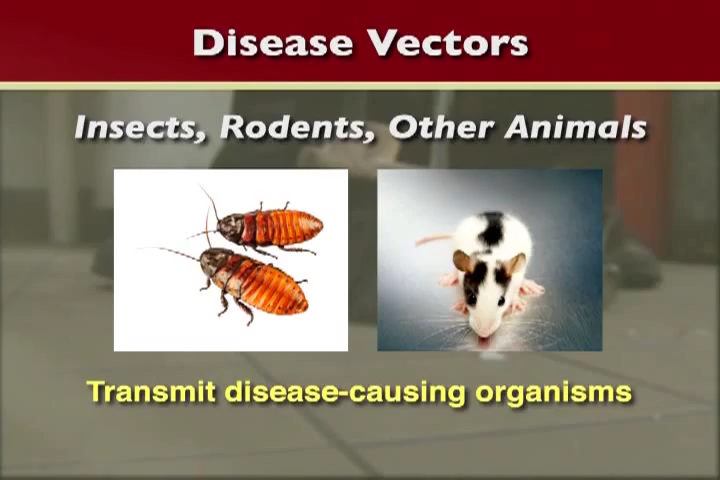 Disease Vectors
Insects, Rodents, Other Animals
Transmit disease-causing organisms